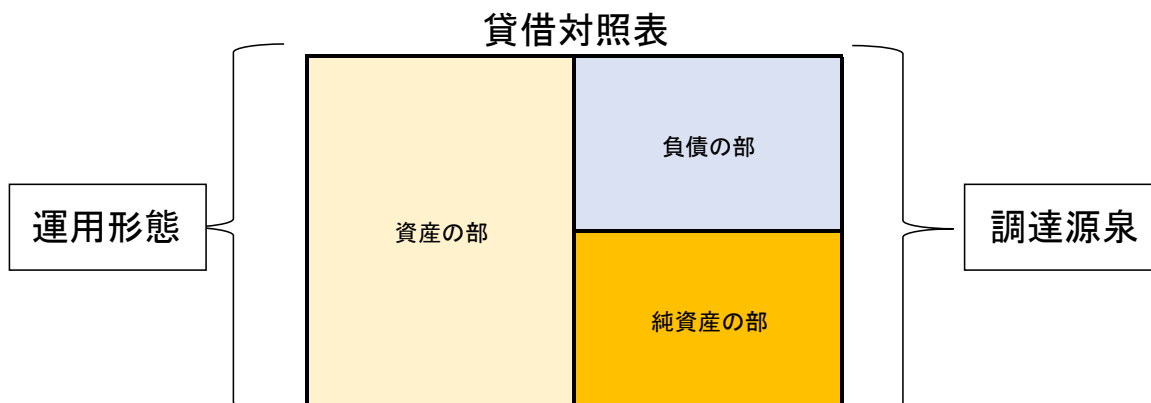 貸借対照表
運用形態
資産の部
負債の部
純資産の部
調達源泉